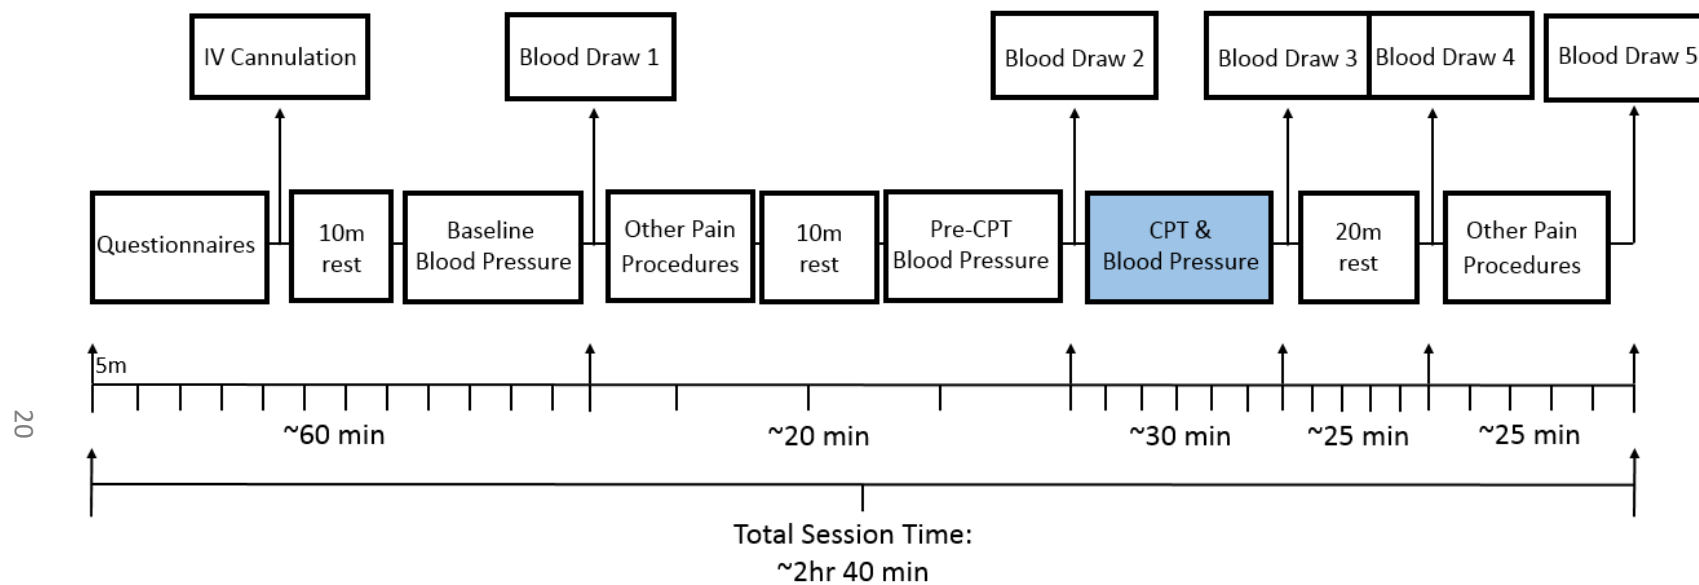 IV Cannulation
Blood Draw 1
Blood Draw 2
Blood Draw 3
Blood Draw 4
Blood Draw 5
Questionnaires
10m
rest
Baseline
Blood Pressure
Other Pain
Procedures
10m
rest
Pre-CPT
Blood Pressure
CPT &
Blood Pressure
20m
rest
Other Pain
Procedures
5m
~60 min
~20 min
~30 min
~25 min
~25 min
Total Session Time:
~2hr 40 min
20